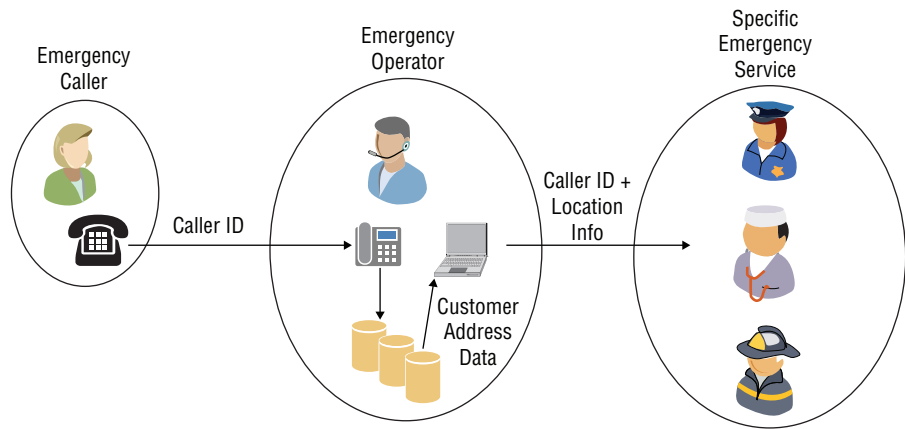 Emergency
Caller
Emergency
Operator
Specific
Emergency
Service
Caller ID
Caller ID +
Location
Info
Customer
Address
Data